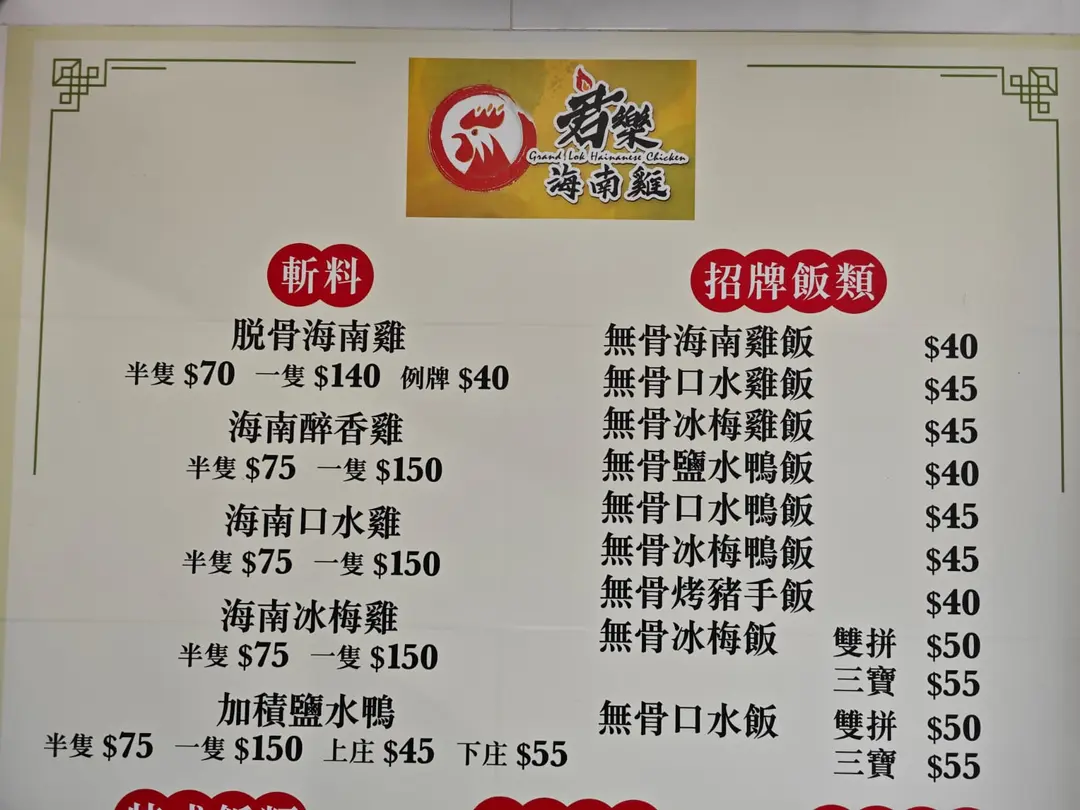 君樂
Grand Lok Hainanese Chicken
海南雞
斬料
脱骨海南雞
半隻 $70 一隻 $140 例牌 $40
海南醉香雞
半隻 $75 一隻 $150
海南口水雞
半隻 $75 一隻 $150
海南冰梅雞
半隻 $75 一隻 $150
加積鹽水鴨
半隻 $75 一隻 $150 上庄 $45 下庄 $55
招牌飯類
無骨海南雞飯 $40
無骨口水雞飯 $45
無骨冰梅雞飯 $45
無骨鹽水鴨飯 $40
無骨口水鴨飯 $45
無骨冰梅鴨飯 $45
無骨烤豬手飯 $40
無骨冰梅飯 雙拼 $50
三寶 $55
無骨口水飯 雙拼 $50
三寶 $55